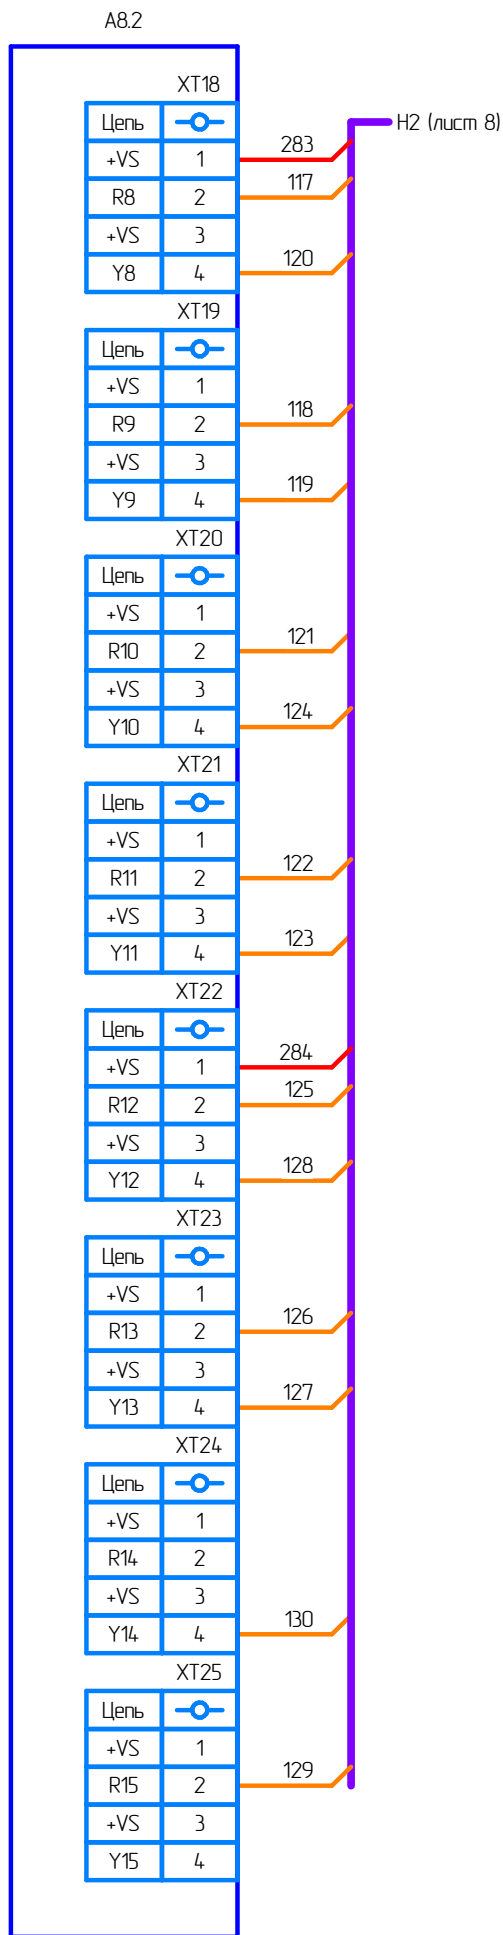 A8.2
XT18
Цепь
+VS 1 283
H2 (лист 8)
R8 2 117
+VS 3
Y8 4 120
XT19
Цепь
+VS 1
R9 2 118
+VS 3
Y9 4 119
XT20
Цепь
+VS 1
R10 2 121
+VS 3
Y10 4 124
XT21
Цепь
+VS 1
R11 2 122
+VS 3
Y11 4 123
XT22
Цепь
+VS 1 284
R12 2 125
+VS 3
Y12 4 128
XT23
Цепь
+VS 1
R13 2 126
+VS 3
Y13 4 127
XT24
Цепь
+VS 1
R14 2
+VS 3
Y14 4 130
XT25
Цепь
+VS 1
R15 2 129
+VS 3
Y15 4